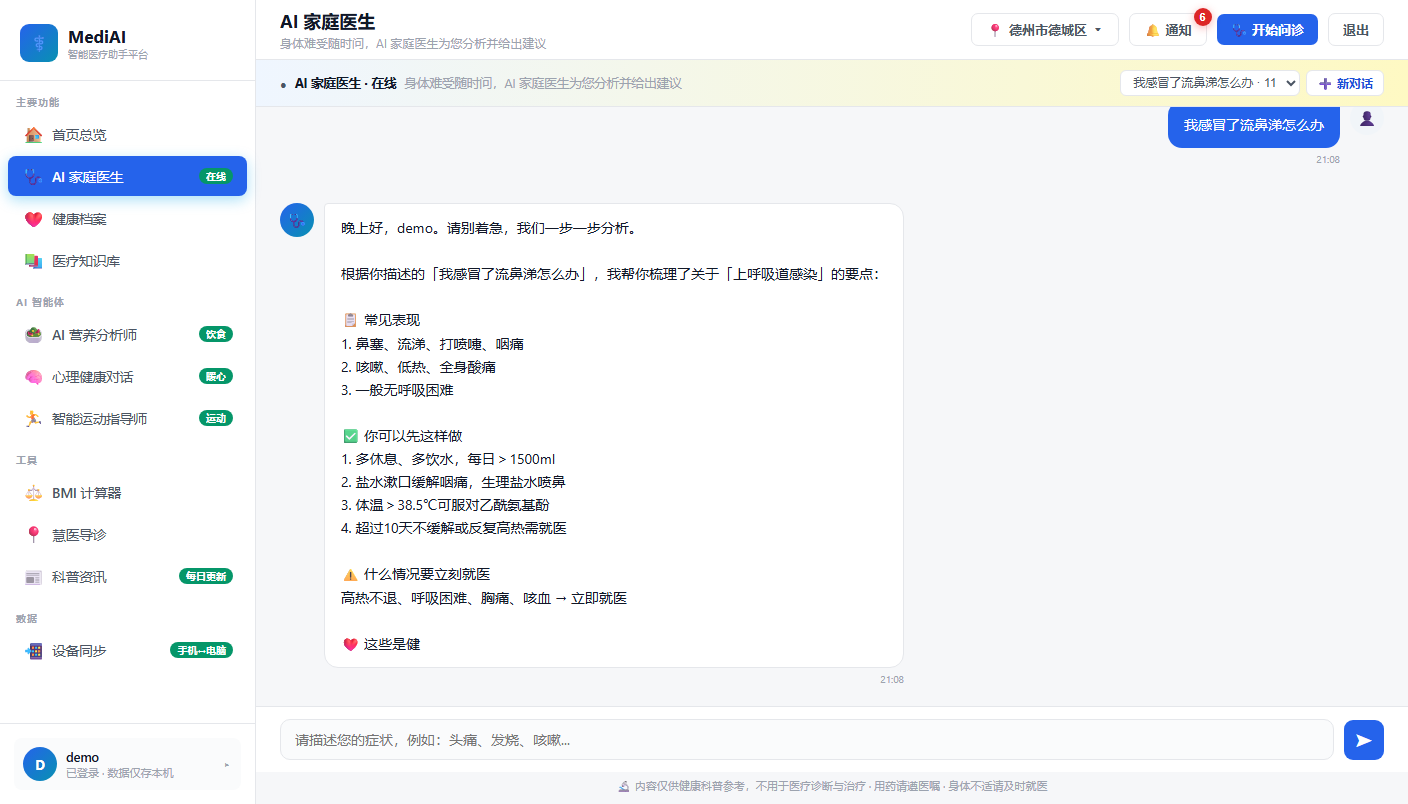 MediAI
智能医疗助手平台
主要功能
首页总览
AI 家庭医生 在线
健康档案
医疗知识库
AI 智能体
AI 营养分析师 饮食
心理健康对话 暖心
智能运动指导师 运动
工具
BMI 计算器
慧医导诊
科普资讯 每日更新
数据
设备同步 手机↔电脑
D
demo
已登录 · 数据仅存本机
AI 家庭医生
身体难受随时问，AI 家庭医生为您分析并给出建议
德州市德城区
通知 6
开始问诊
退出
AI 家庭医生 · 在线 身体难受随时问，AI 家庭医生为您分析并给出建议
我感冒了流鼻涕怎么办 · 11
新对话
我感冒了流鼻涕怎么办
21:08
晚上好，demo。请别着急，我们一步一步分析。
根据你描述的「我感冒了流鼻涕怎么办」，我帮你梳理了关于「上呼吸道感染」的要点：
常见表现
1. 鼻塞、流涕、打喷嚏、咽痛
2. 咳嗽、低热、全身酸痛
3. 一般无呼吸困难
你可以先这样做
1. 多休息、多饮水，每日 > 1500ml
2. 盐水漱口缓解咽痛，生理盐水喷鼻
3. 体温 > 38.5℃可服对乙酰氨基酚
4. 超过10天不缓解或反复高热需就医
什么情况要立刻就医
高热不退、呼吸困难、胸痛、咳血 → 立即就医
这些是健
21:08
请描述您的症状，例如：头痛、发烧、咳嗽...
内容仅供健康科普参考，不用于医疗诊断与治疗 · 用药请遵医嘱 · 身体不适请及时就医